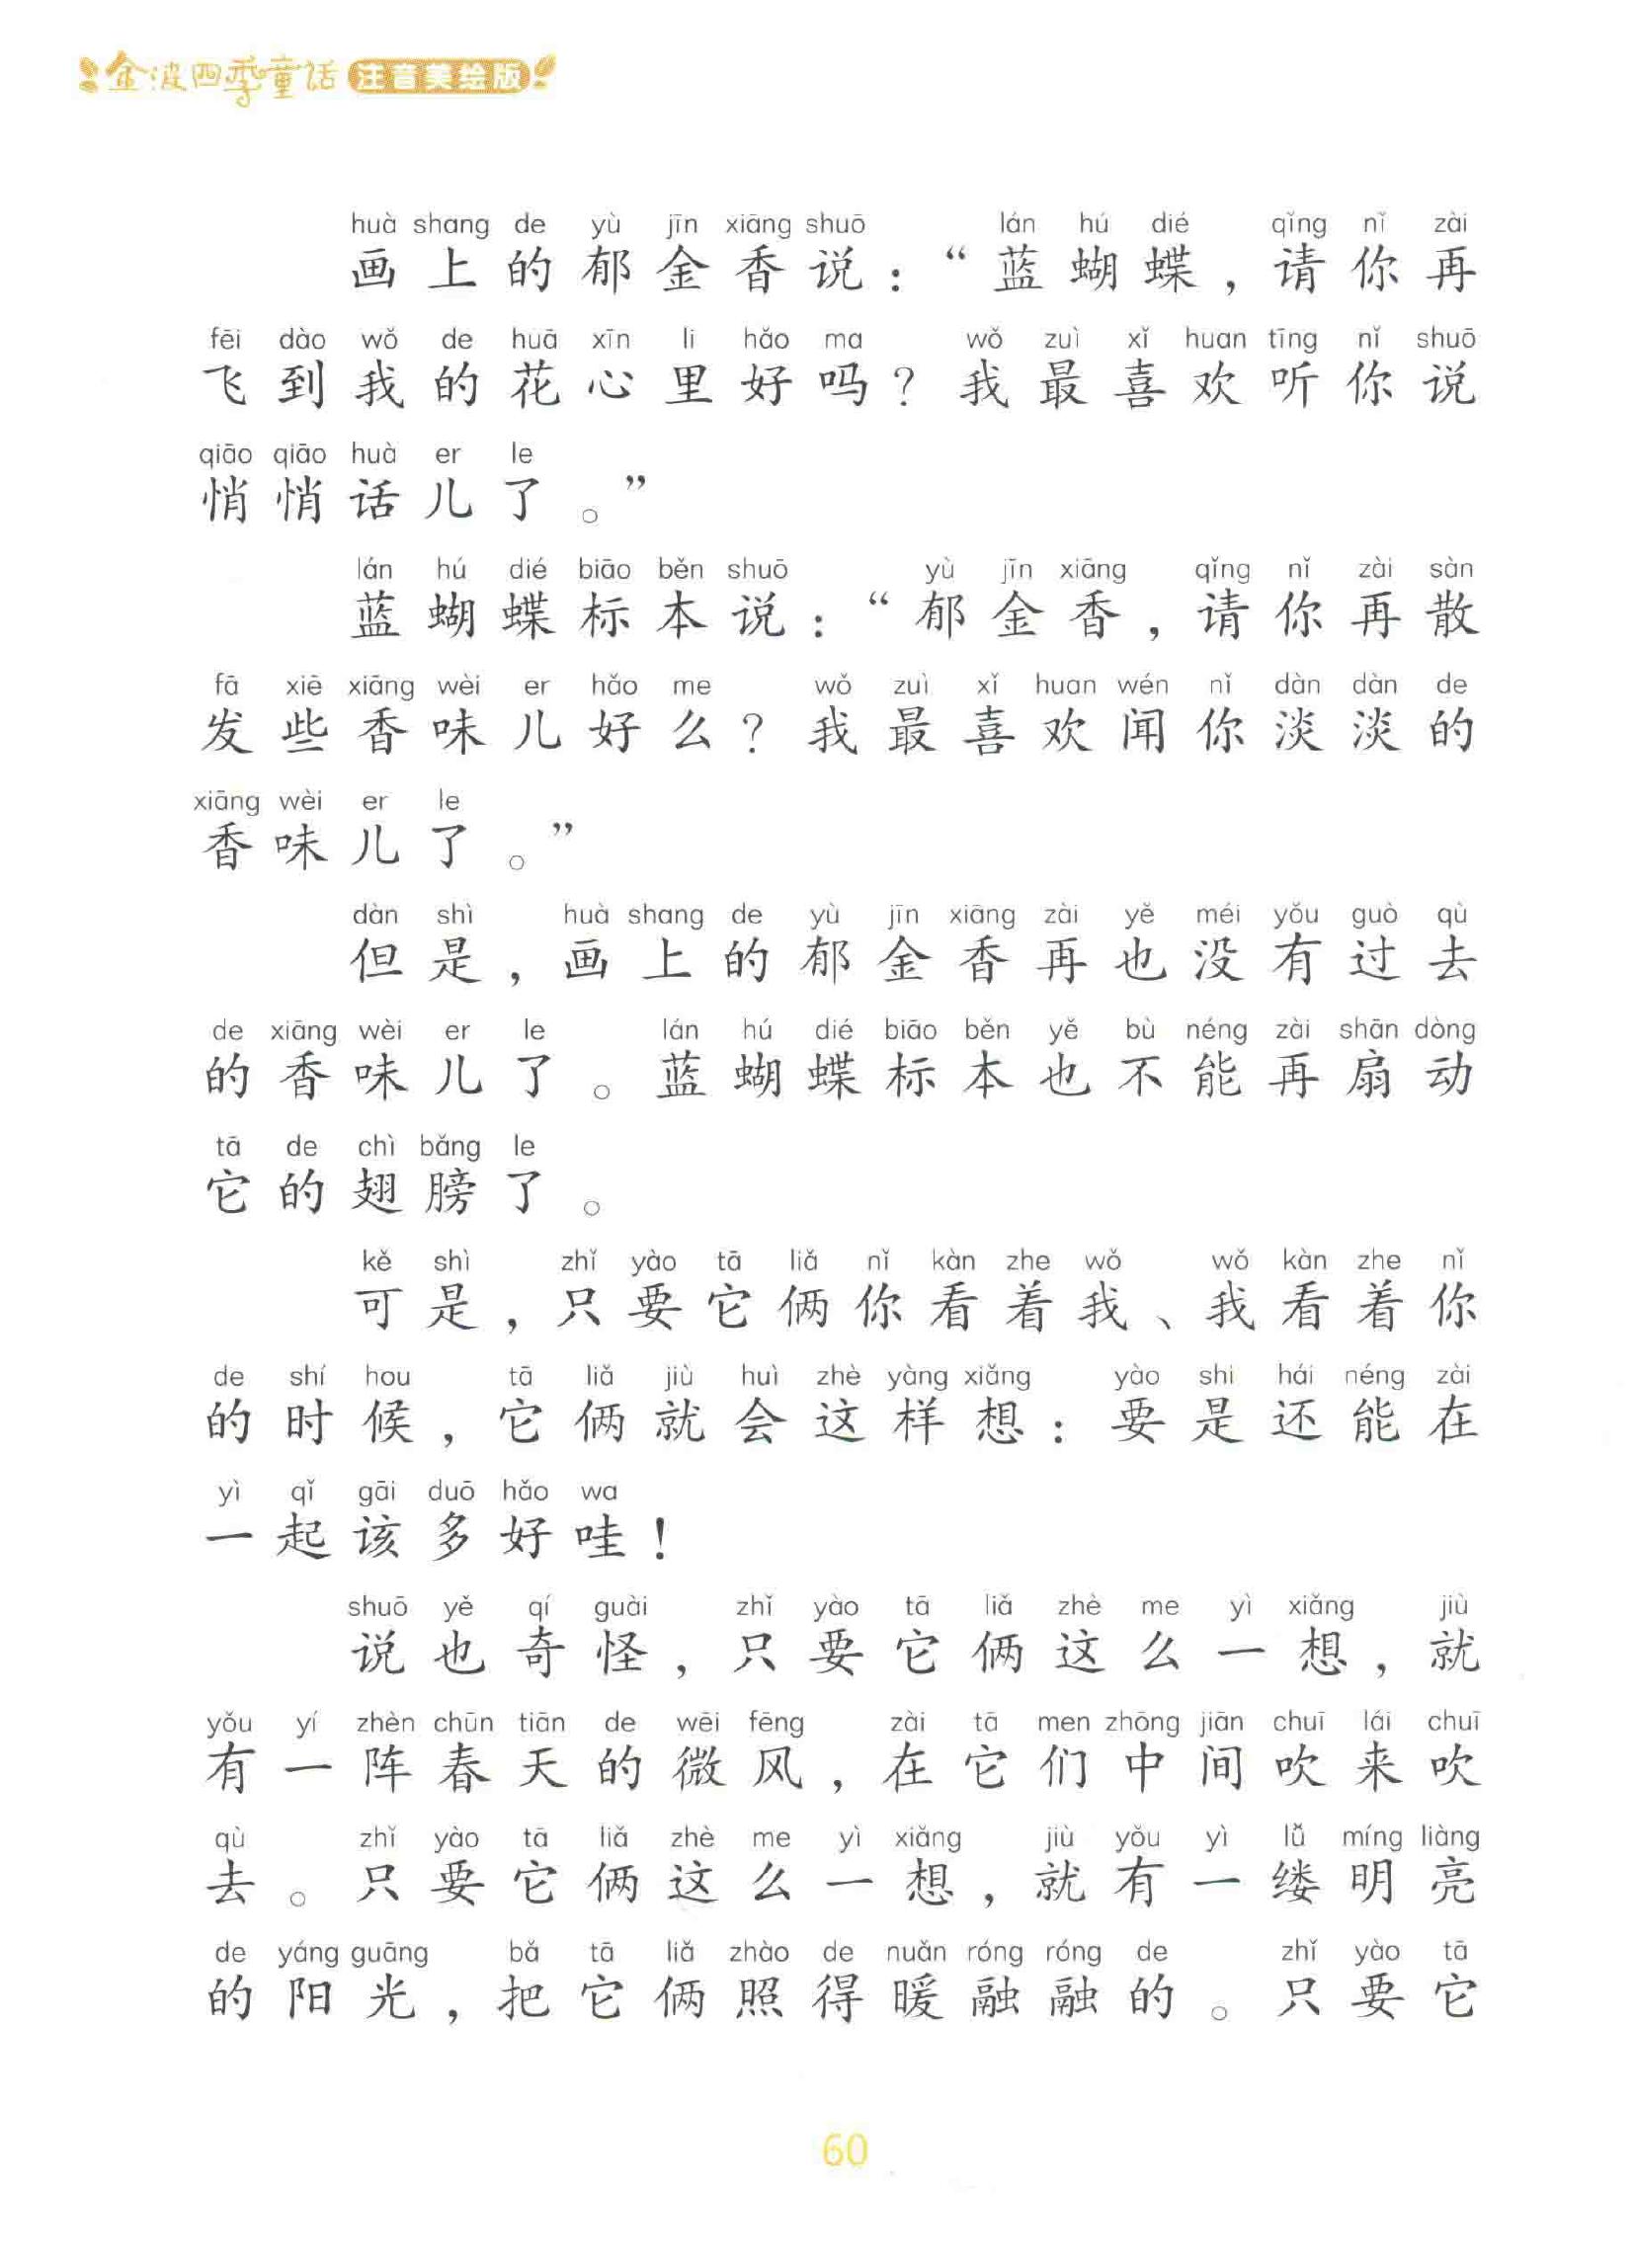 金波四季童话 注音美绘版
huà shang de yù jīn xiāng shuō lán hú dié qǐng nǐ zài
画上的郁金香说：“蓝蝴蝶，请你再
fēi dào wǒ de huā xīn li hǎo ma wǒ zuì xǐ huan tīng nǐ shuō
飞到我的花心里好吗？我最喜欢听你说
qiāo qiāo huà er le
悄悄话儿了。”
lán hú dié biāo běn shuō yù jīn xiāng qǐng nǐ zài sàn
蓝蝴蝶标本说：“郁金香，请你再散
fā xiē xiāng wèi er hǎo me wǒ zuì xǐ huan wén nǐ dàn dàn de
发些香味儿好么？我最喜欢闻你淡淡的
xiāng wèi er le
香味儿了。”
dàn shì huà shang de yù jīn xiāng zài yě méi yǒu guò qù
但是，画上的郁金香再也没有过去
de xiāng wèi er le lán hú dié biāo běn yě bù néng zài shān dòng
的香味儿了。蓝蝴蝶标本也不能再扇动
tā de chì bǎng le
它的翅膀了。
kě shì zhǐ yào tā liǎ nǐ kàn zhe wǒ wǒ kàn zhe nǐ
可是，只要它俩你看着我、我看着你
de shí hou tā liǎ jiù huì zhè yàng xiǎng yào shi hái néng zài
的时候，它俩就会这样想：要是还能在
yì qǐ gāi duō hǎo wa
一起该多好哇！
shuō yě qí guài zhǐ yào tā liǎ zhè me yì xiǎng jiù
说也奇怪，只要它俩这么一想，就
yǒu yí zhèn chūn tiān de wēi fēng zài tā men zhōng jiān chuī lái chuī
有一阵春天的微风，在它们中间吹来吹
qù zhǐ yào tā liǎ zhè me yì xiǎng jiù yǒu yì lǚ míng liàng
去。只要它俩这么一想，就有一缕明亮
de yáng guāng bǎ tā liǎ zhào de nuǎn róng róng de zhǐ yào tā
的阳光，把它俩照得暖融融的。只要它
60